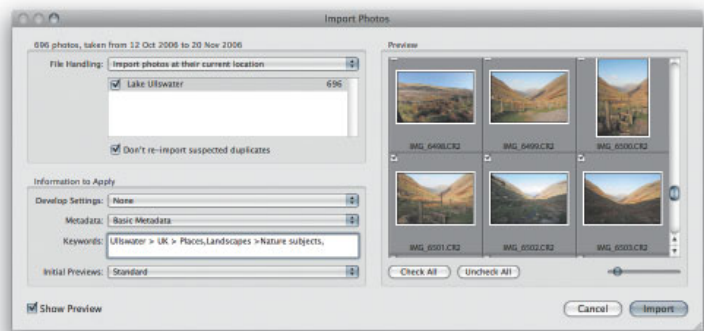 Import Photos
696 photos, taken from 12 Oct 2006 to 20 Nov 2006
File Handling: Import photos at their current location
Lake Ullswater 696
Don't re-import suspected duplicates
Information to Apply
Develop Settings: None
Metadata: Basic Metadata
Keywords: Ullswater > UK > Places,Landscapes >Nature subjects,
Initial Previews: Standard
Show Preview
Preview
IMG_6498.CR2 IMG_6499.CR2 IMG_6500.CR2
IMG_6501.CR2 IMG_6502.CR2 IMG_6503.CR2
Check All Uncheck All
Cancel Import